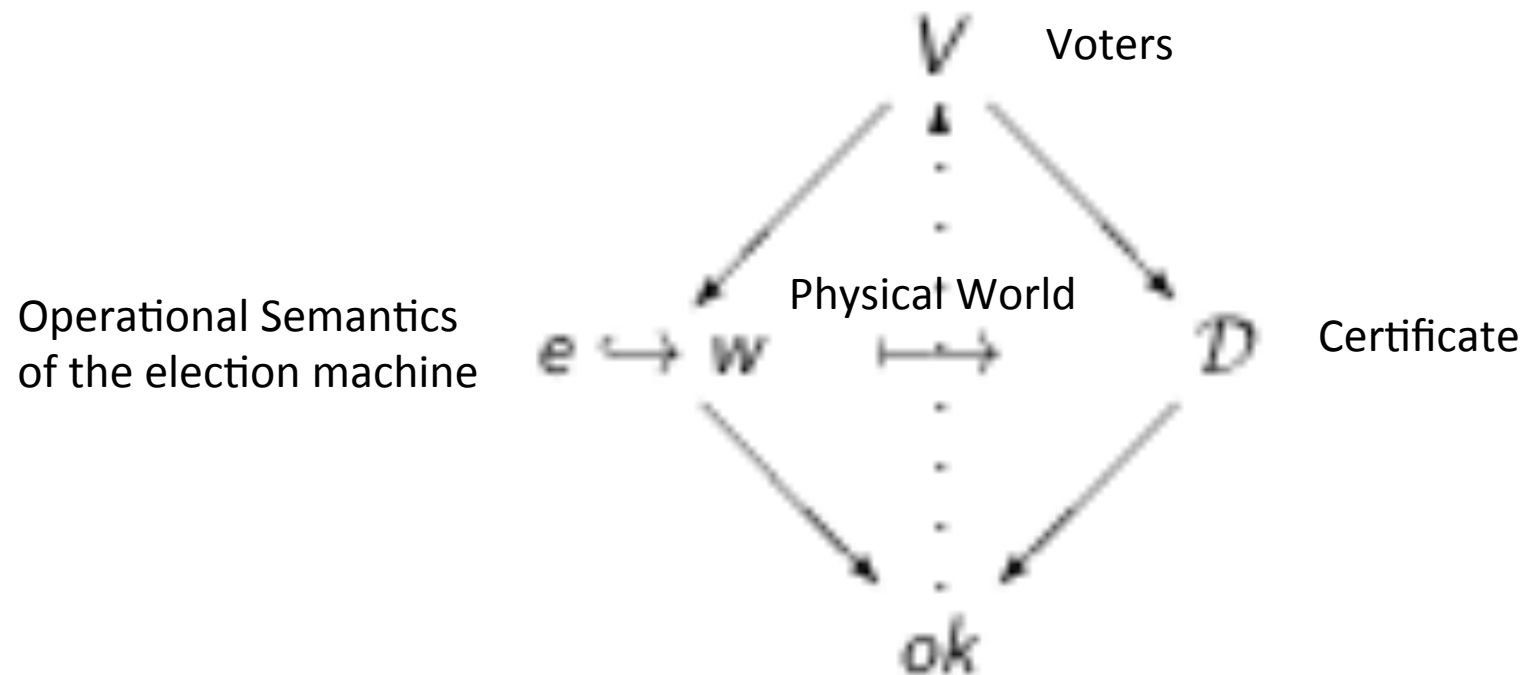 V Voters
Physical World
Operational Semantics
of the election machine
e ↪ w ↦ 𝒟 Certificate
ok